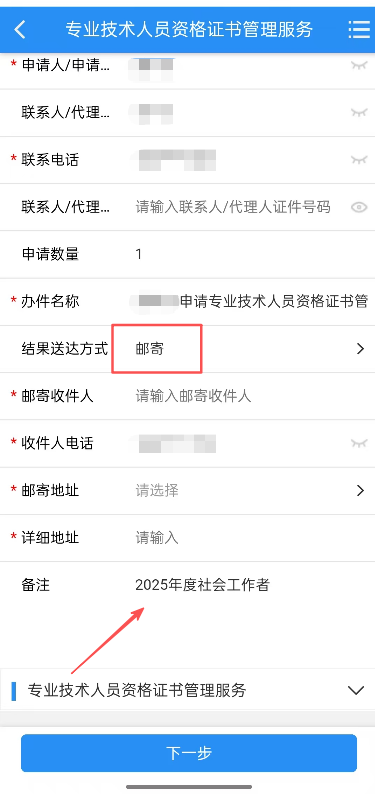 专业技术人员资格证书管理服务
* 申请人/申请...
联系人/代理...
* 联系电话
联系人/代理... 请输入联系人/代理人证件号码
申请数量 1
* 办件名称 申请专业技术人员资格证书管
结果送达方式 邮寄
* 邮寄收件人 请输入邮寄收件人
* 收件人电话
* 邮寄地址 请选择
* 详细地址 请输入
备注 2025年度社会工作者
专业技术人员资格证书管理服务
下一步